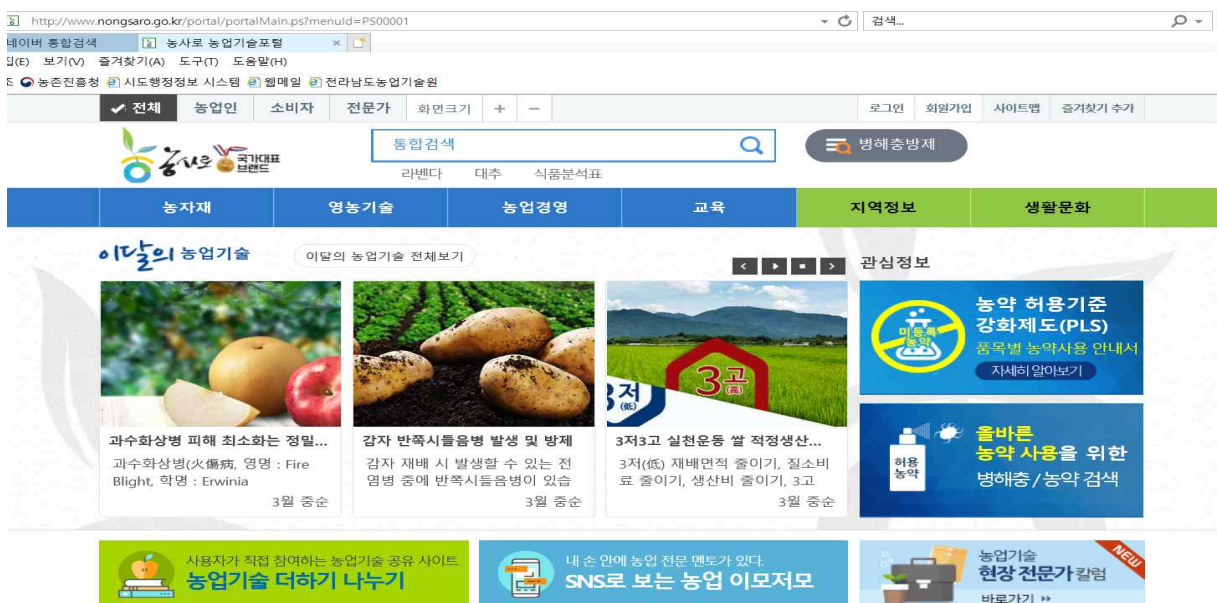 http://www.nongsaro.go.kr/portal/portalMain.ps?menuId=PS00001
검색...
네이버 통합검색 농사로 농업기술포털
보기(V) 즐겨찾기(A) 도구(T) 도움말(H)
농촌진흥청 시도행정정보 시스템 웹메일 전라남도농업기술원
전체 농업인 소비자 전문가 화면크기 + − 로그인 회원가입 사이트맵 즐겨찾기 추가
농사로 국가대표 브랜드
통합검색
병해충방제
라벤다 대추 식품분석표
농자재 영농기술 농업경영 교육 지역정보 생활문화
이달의 농업기술
이달의 농업기술 전체보기
관심정보
3저(低)
3고(高)
과수화상병 피해 최소화는 정밀...
과수화상병(火傷病, 영명 : Fire
Blight, 학명 : Erwinia
3월 중순
감자 반쪽시들음병 발생 및 방제
감자 재배 시 발생할 수 있는 전
염병 중에 반쪽시들음병이 있습
3월 중순
3저3고 실천운동 쌀 적정생산...
3저(低) 재배면적 줄이기, 질소비
료 줄이기, 생산비 줄이기, 3고
3월 중순
미등록 농약
농약 허용기준
강화제도(PLS)
품목별 농약사용 안내서
자세히 알아보기
허용
농약
올바른
농약 사용을 위한
병해충/농약 검색
사용자가 직접 참여하는 농업기술 공유 사이트
농업기술 더하기 나누기
내 손 안에 농업 전문 멘토가 있다.
SNS로 보는 농업 이모저모
농업기술
현장 전문가 칼럼
바로가기
NEW